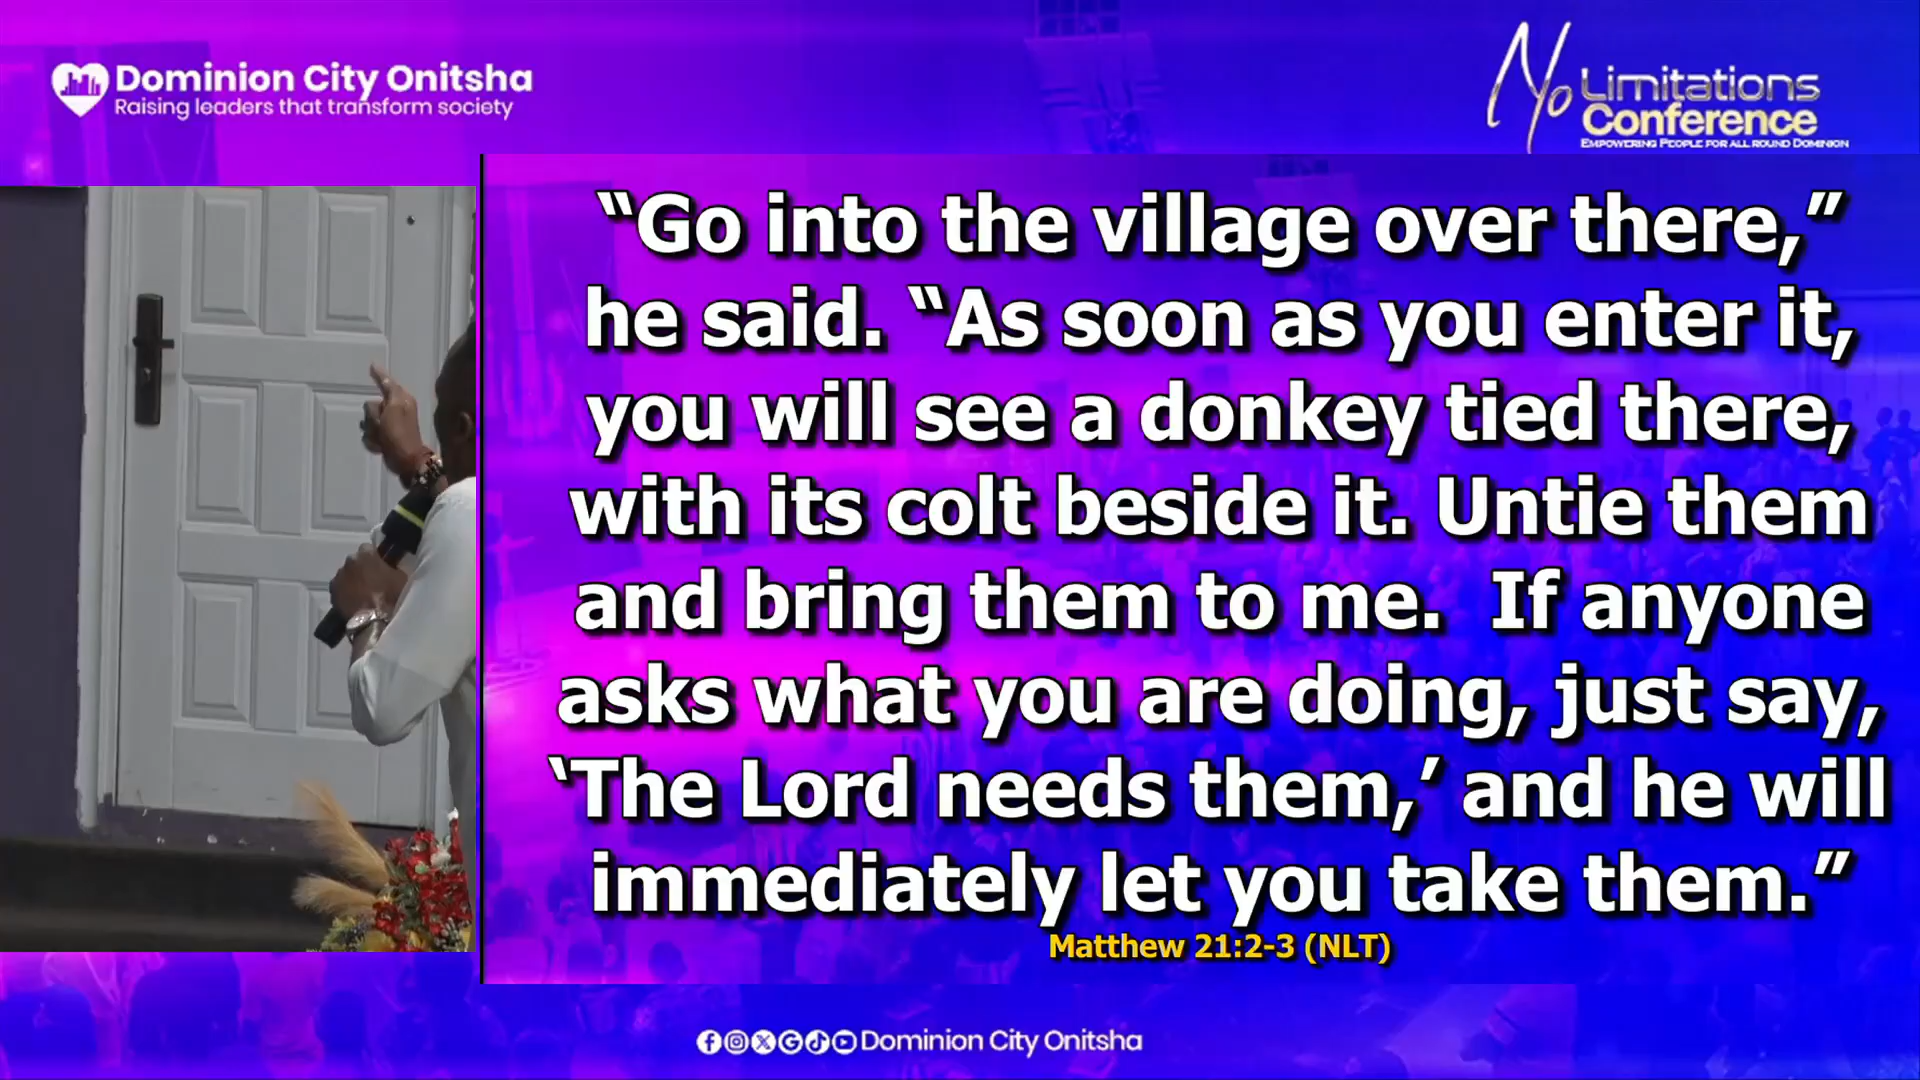 Dominion City Onitsha
Raising leaders that transform society
No Limitations
Conference
EMPOWERING PEOPLE FOR ALL ROUND DOMINION
“Go into the village over there,”
he said. “As soon as you enter it,
you will see a donkey tied there,
with its colt beside it. Untie them
and bring them to me.  If anyone
asks what you are doing, just say,
‘The Lord needs them,’ and he will
immediately let you take them.”
Matthew 21:2-3 (NLT)
Dominion City Onitsha